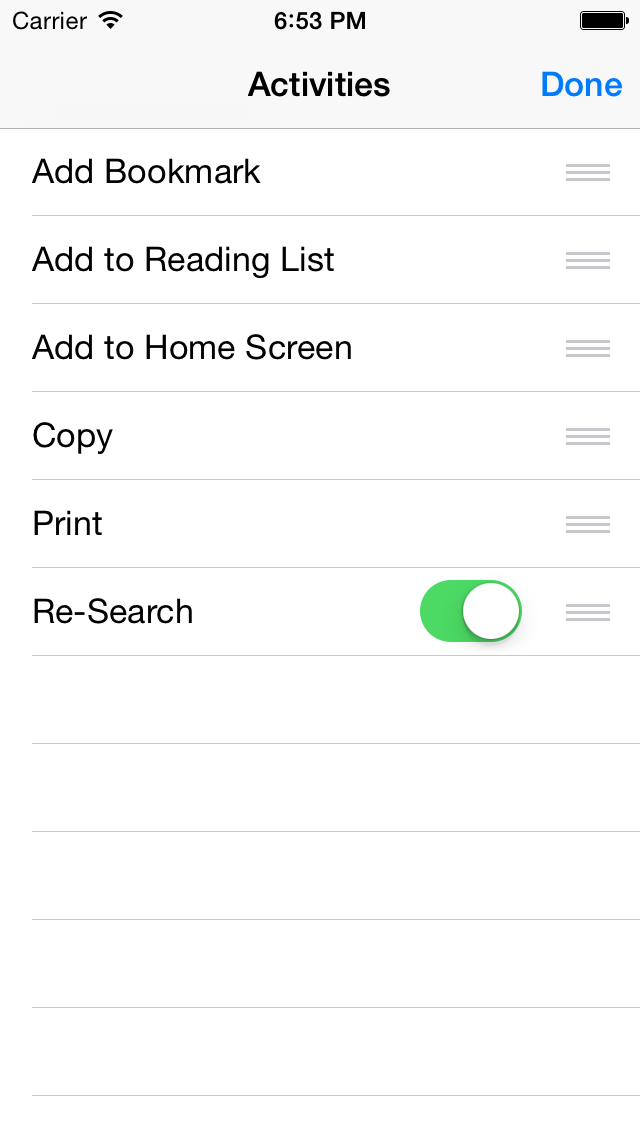 Carrier 6:53 PM
Activities Done
Add Bookmark
Add to Reading List
Add to Home Screen
Copy
Print
Re-Search